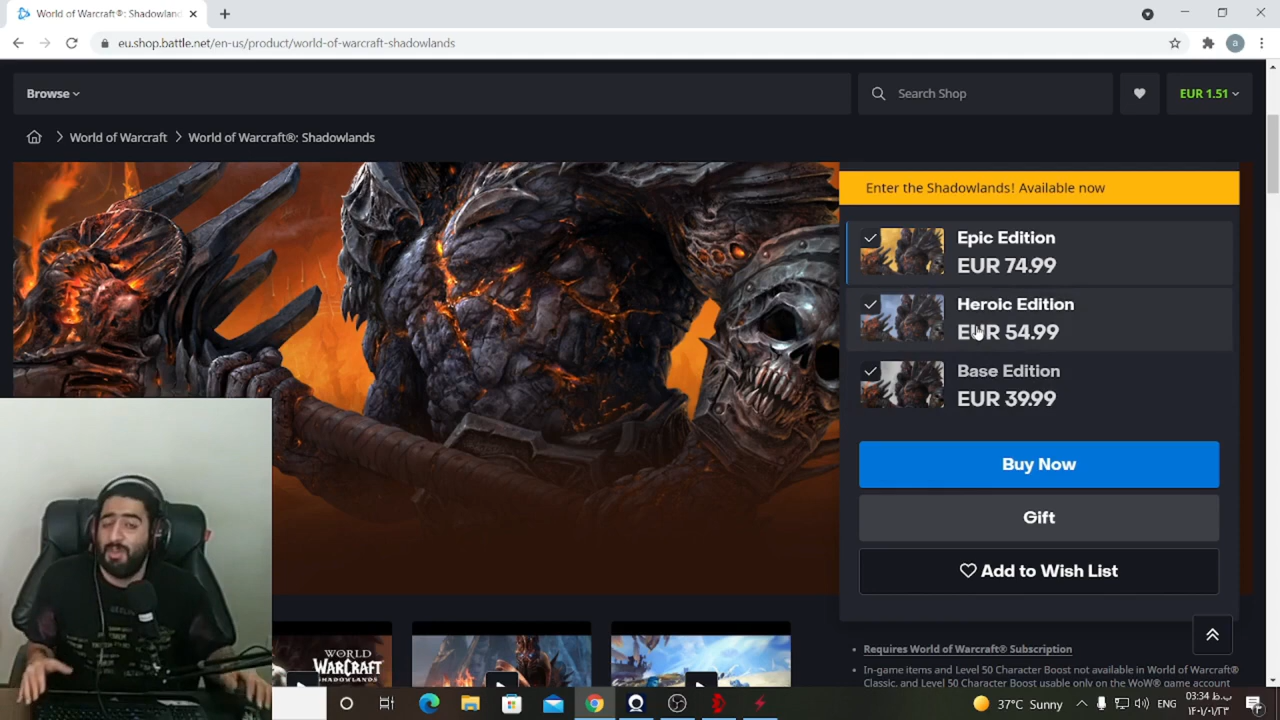 World of Warcraft®: Shadowland
eu.shop.battle.net/en-us/product/world-of-warcraft-shadowlands
a
Browse
Search Shop
EUR 1.51
World of Warcraft
World of Warcraft®: Shadowlands
Enter the Shadowlands! Available now
Epic Edition
EUR 74.99
Heroic Edition
EUR 54.99
Base Edition
EUR 39.99
Buy Now
Gift
Add to Wish List
WORLD
WARCRAFT
SHADOWLANDS
Requires World of Warcraft® Subscription
In-game items and Level 50 Character Boost not available in World of Warcraft®
Classic, and Level 50 Character Boost usable only on the WoW® game account
37°C Sunny
ENG
03:34 ب.ظ